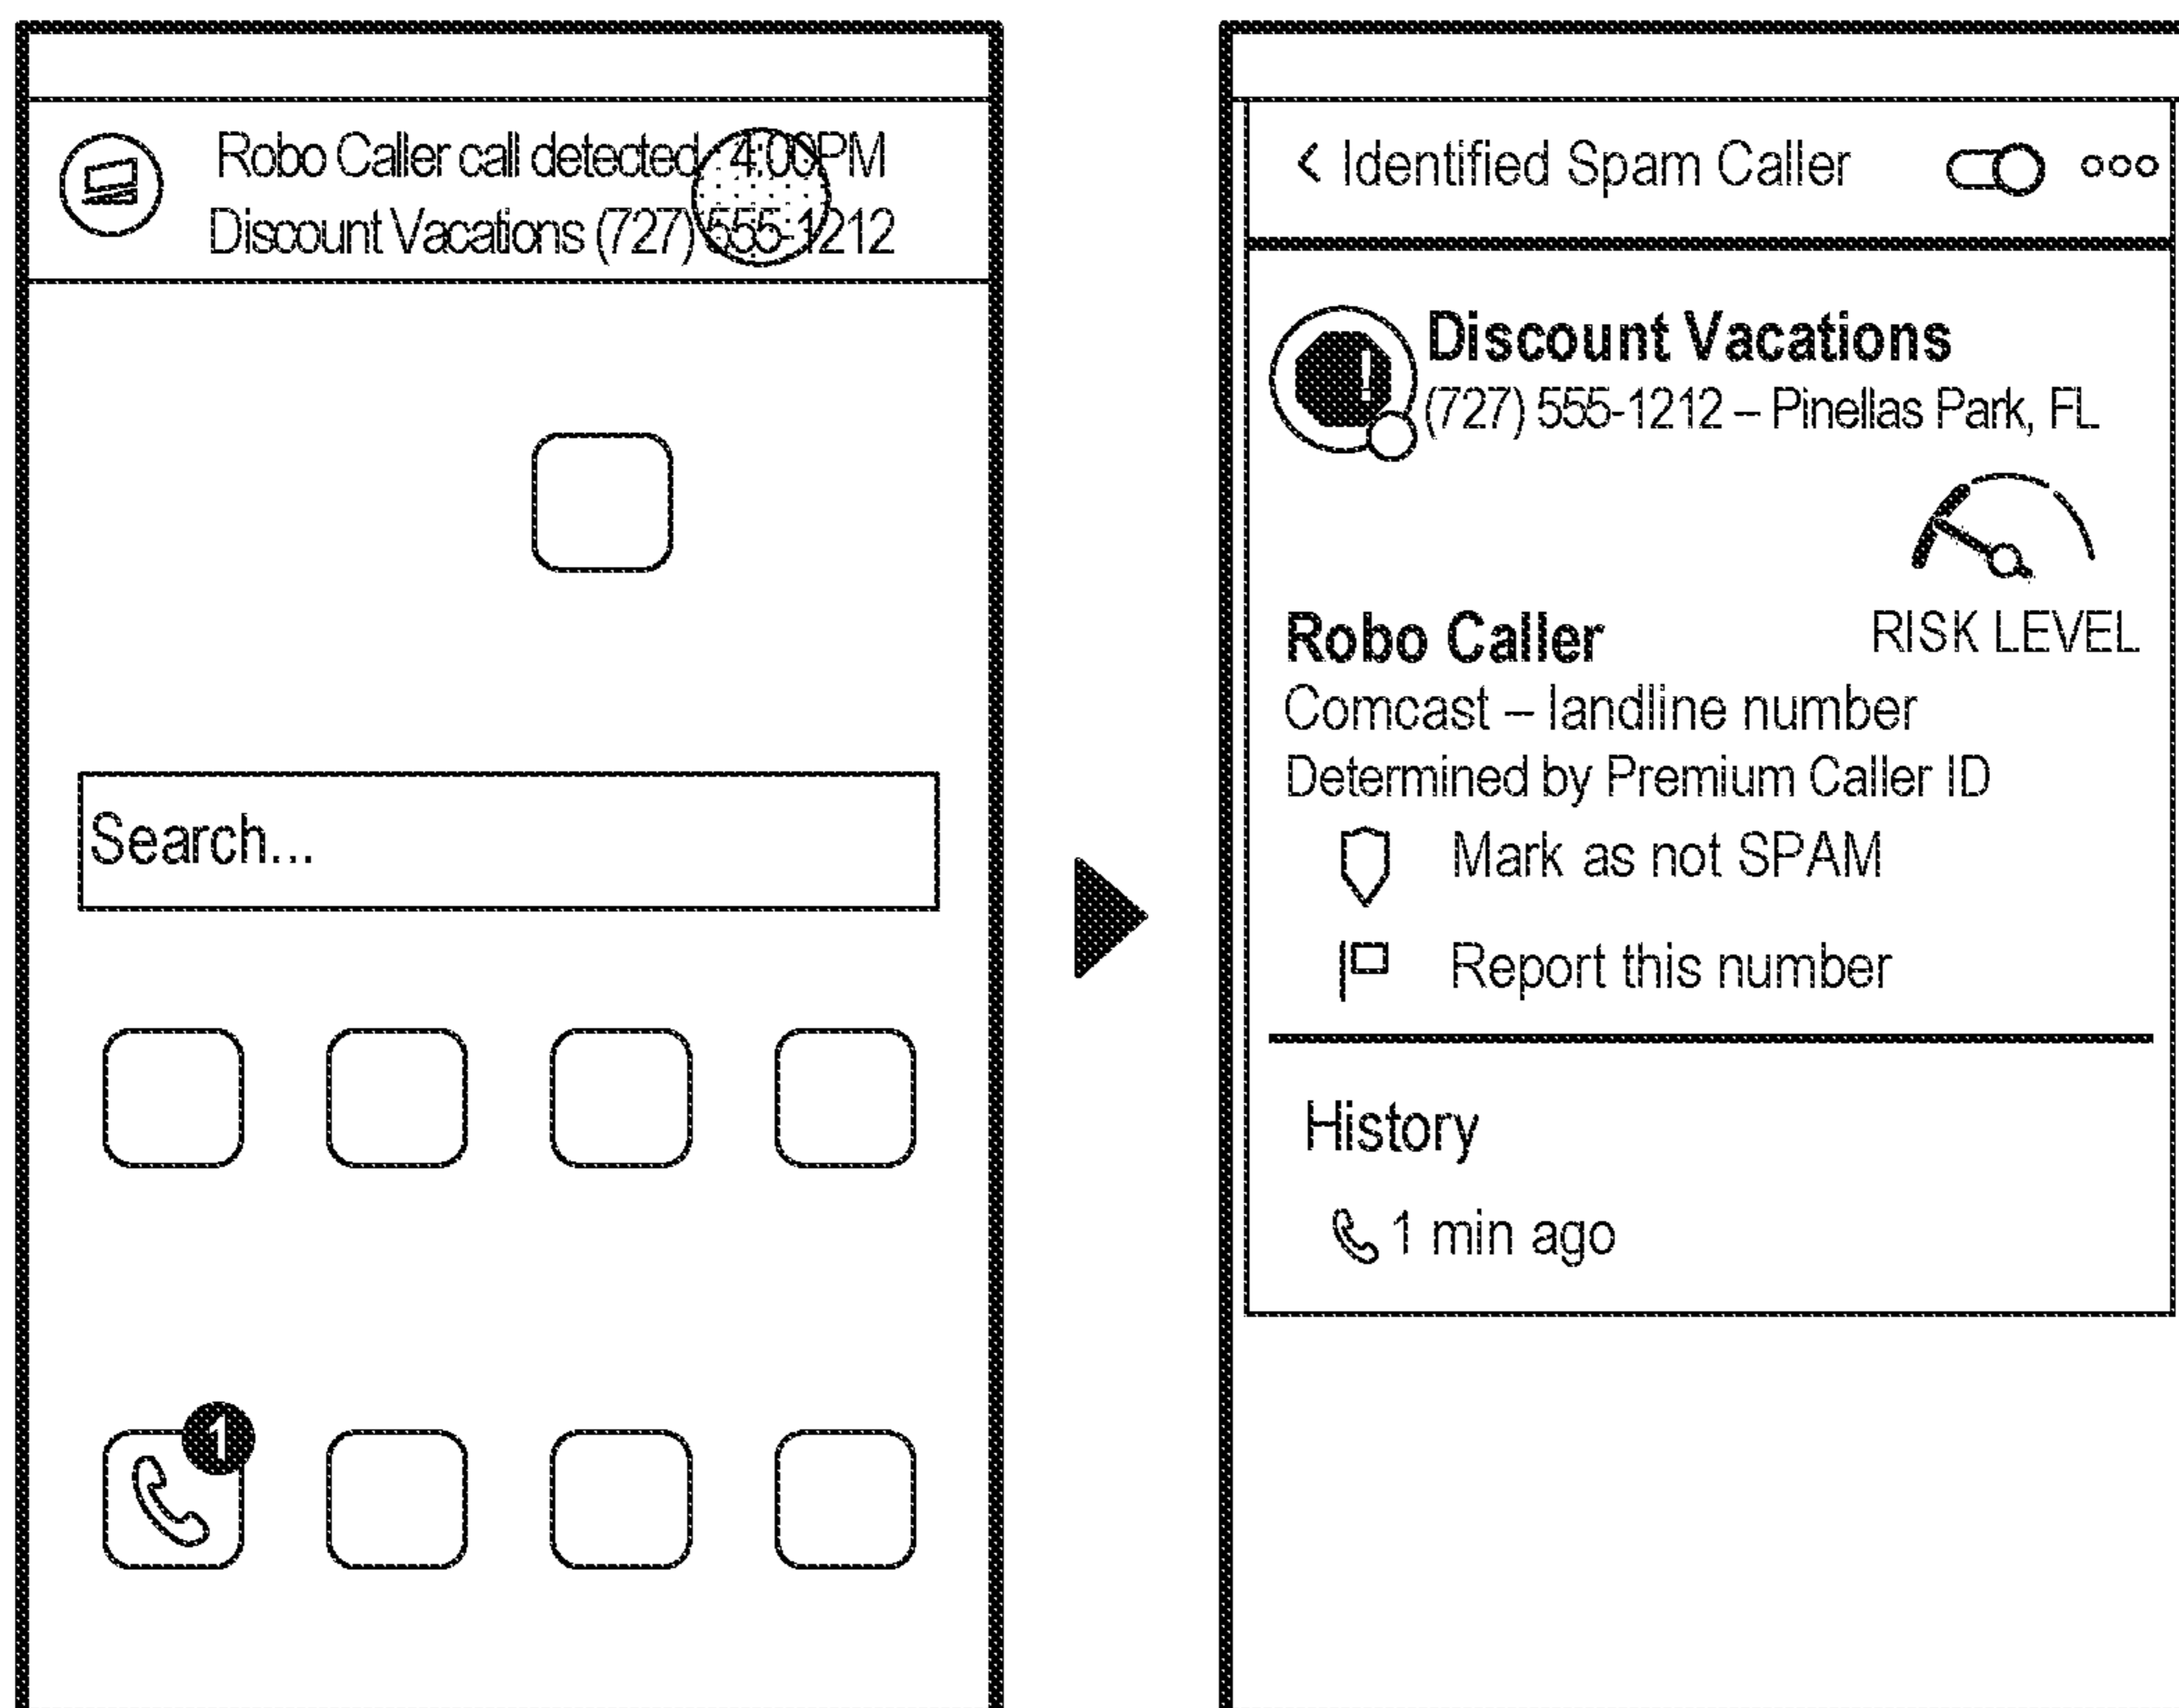 Robo Caller call detected 4:00PM
Discount Vacations (727) 555-1212
Search...
1
< Identified Spam Caller
Discount Vacations
(727) 555-1212 – Pinellas Park, FL
RISK LEVEL
Robo Caller
Comcast – landline number
Determined by Premium Caller ID
Mark as not SPAM
Report this number
History
1 min ago